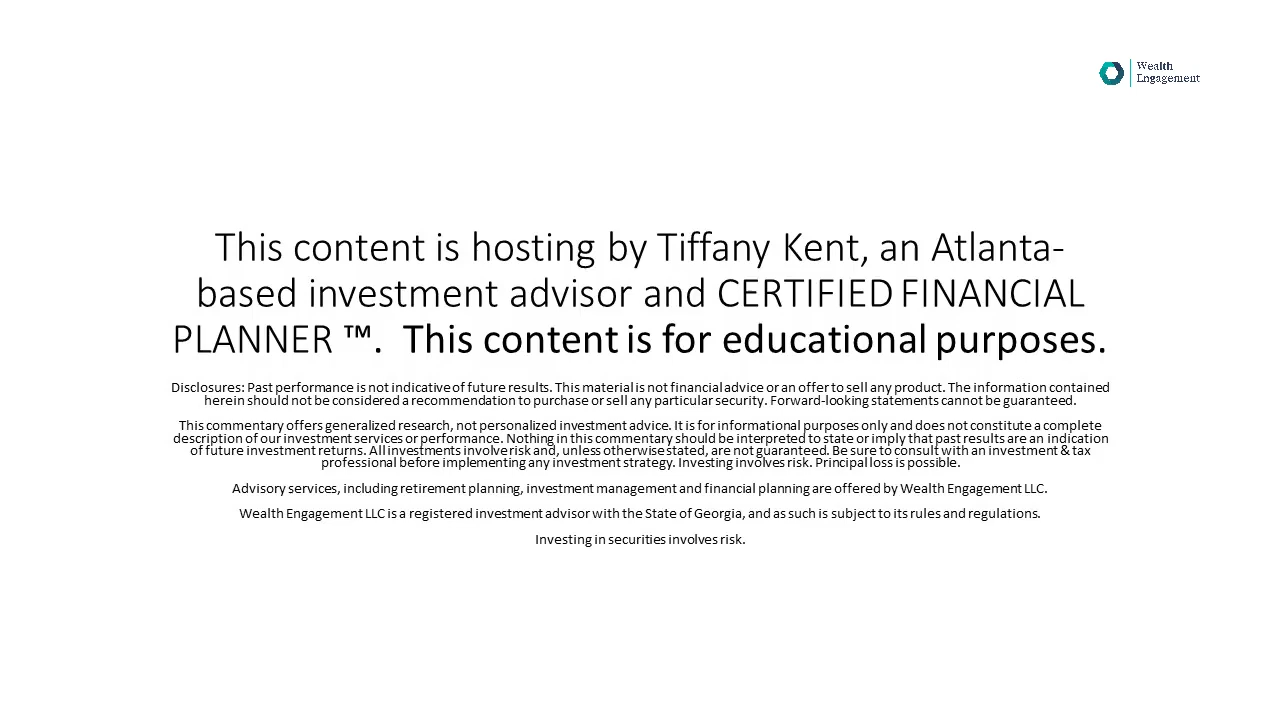 Wealth
Engagement
This content is hosting by Tiffany Kent, an Atlanta-
based investment advisor and CERTIFIED FINANCIAL
PLANNER ™.  This content is for educational purposes.
Disclosures: Past performance is not indicative of future results. This material is not financial advice or an offer to sell any product. The information contained
herein should not be considered a recommendation to purchase or sell any particular security. Forward-looking statements cannot be guaranteed.
This commentary offers generalized research, not personalized investment advice. It is for informational purposes only and does not constitute a complete
description of our investment services or performance. Nothing in this commentary should be interpreted to state or imply that past results are an indication
of future investment returns. All investments involve risk and, unless otherwise stated, are not guaranteed. Be sure to consult with an investment & tax
professional before implementing any investment strategy. Investing involves risk. Principal loss is possible.
Advisory services, including retirement planning, investment management and financial planning are offered by Wealth Engagement LLC.
Wealth Engagement LLC is a registered investment advisor with the State of Georgia, and as such is subject to its rules and regulations.
Investing in securities involves risk.